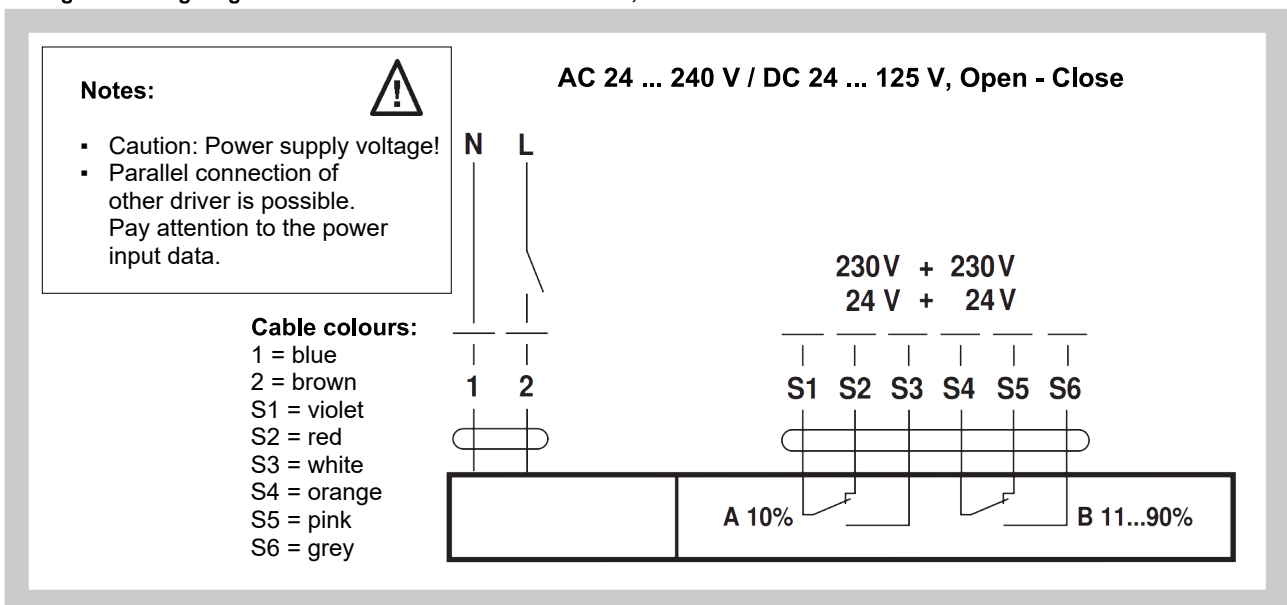 Notes:
▪ Caution: Power supply voltage!
▪ Parallel connection of
other driver is possible.
Pay attention to the power
input data.
AC 24 ... 240 V / DC 24 ... 125 V, Open - Close
N L
230 V + 230 V
24 V + 24 V
Cable colours:
1 = blue
2 = brown
S1 = violet
S2 = red
S3 = white
S4 = orange
S5 = pink
S6 = grey
1 2
S1 S2 S3 S4 S5 S6
A 10%
B 11...90%